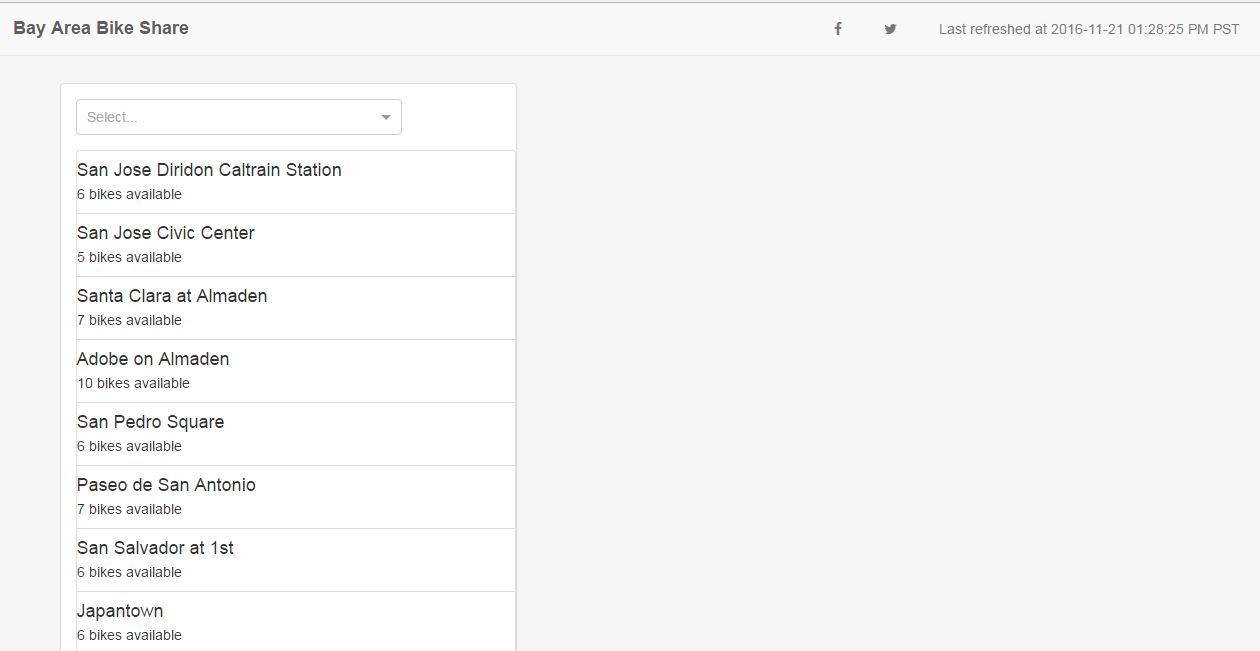 Bay Area Bike Share
Last refreshed at 2016-11-21 01:28:25 PM PST
Select...
San Jose Diridon Caltrain Station
6 bikes available
San Jose Civic Center
5 bikes available
Santa Clara at Almaden
7 bikes available
Adobe on Almaden
10 bikes available
San Pedro Square
6 bikes available
Paseo de San Antonio
7 bikes available
San Salvador at 1st
6 bikes available
Japantown
6 bikes available